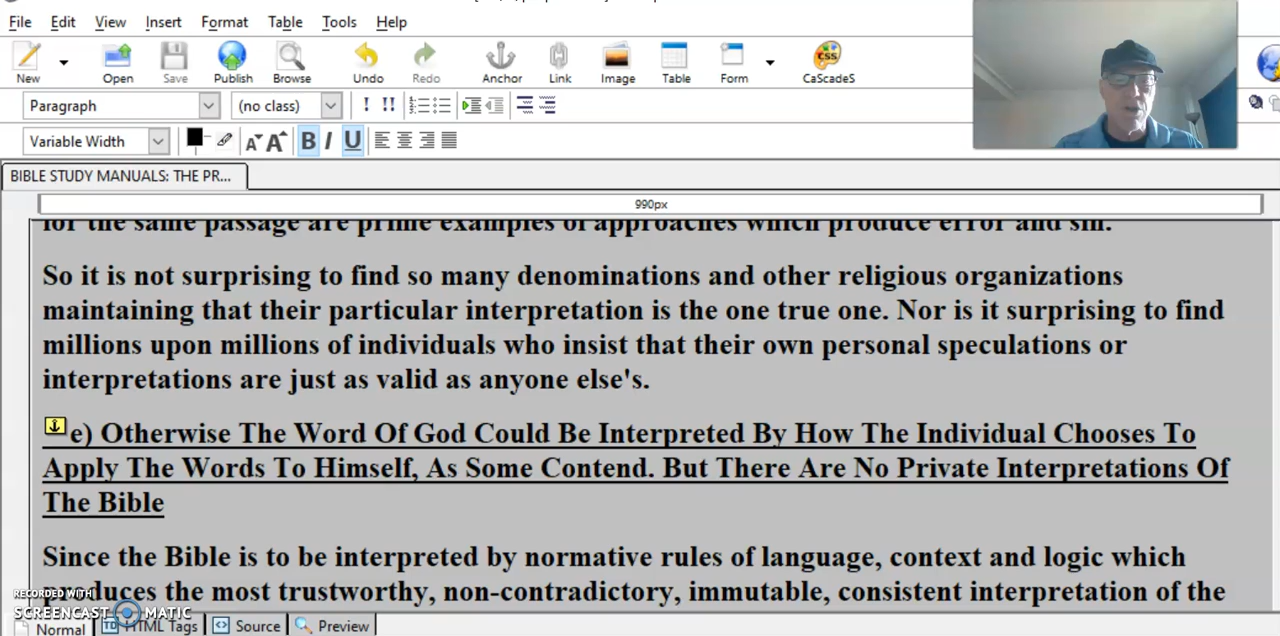 File Edit View Insert Format Table Tools Help
New Open Save Publish Browse Undo Redo Anchor Link Image Table Form CaScadeS
Paragraph (no class) ! !!
Variable Width A A B I U
BIBLE STUDY MANUALS: THE PR...
990px
for the same passage are prime examples of approaches which produce error and sin.
So it is not surprising to find so many denominations and other religious organizations
maintaining that their particular interpretation is the one true one. Nor is it surprising to find
millions upon millions of individuals who insist that their own personal speculations or
interpretations are just as valid as anyone else's.
e) Otherwise The Word Of God Could Be Interpreted By How The Individual Chooses To
Apply The Words To Himself, As Some Contend. But There Are No Private Interpretations Of
The Bible
Since the Bible is to be interpreted by normative rules of language, context and logic which
produces the most trustworthy, non-contradictory, immutable, consistent interpretation of the
RECORDED WITH
SCREENCAST MATIC
Normal HTML Tags Source Preview